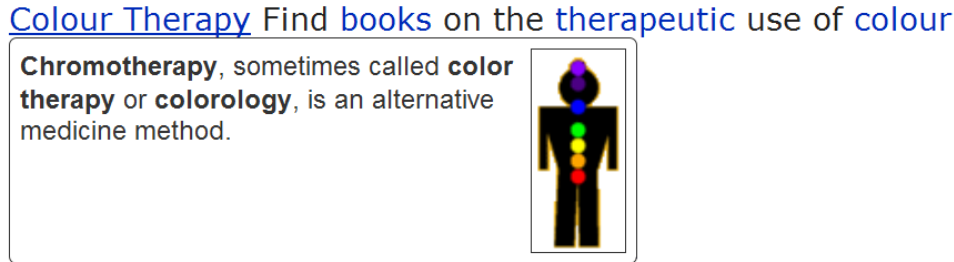 Colour Therapy Find books on the therapeutic use of colour
Chromotherapy, sometimes called color
therapy or colorology, is an alternative
medicine method.